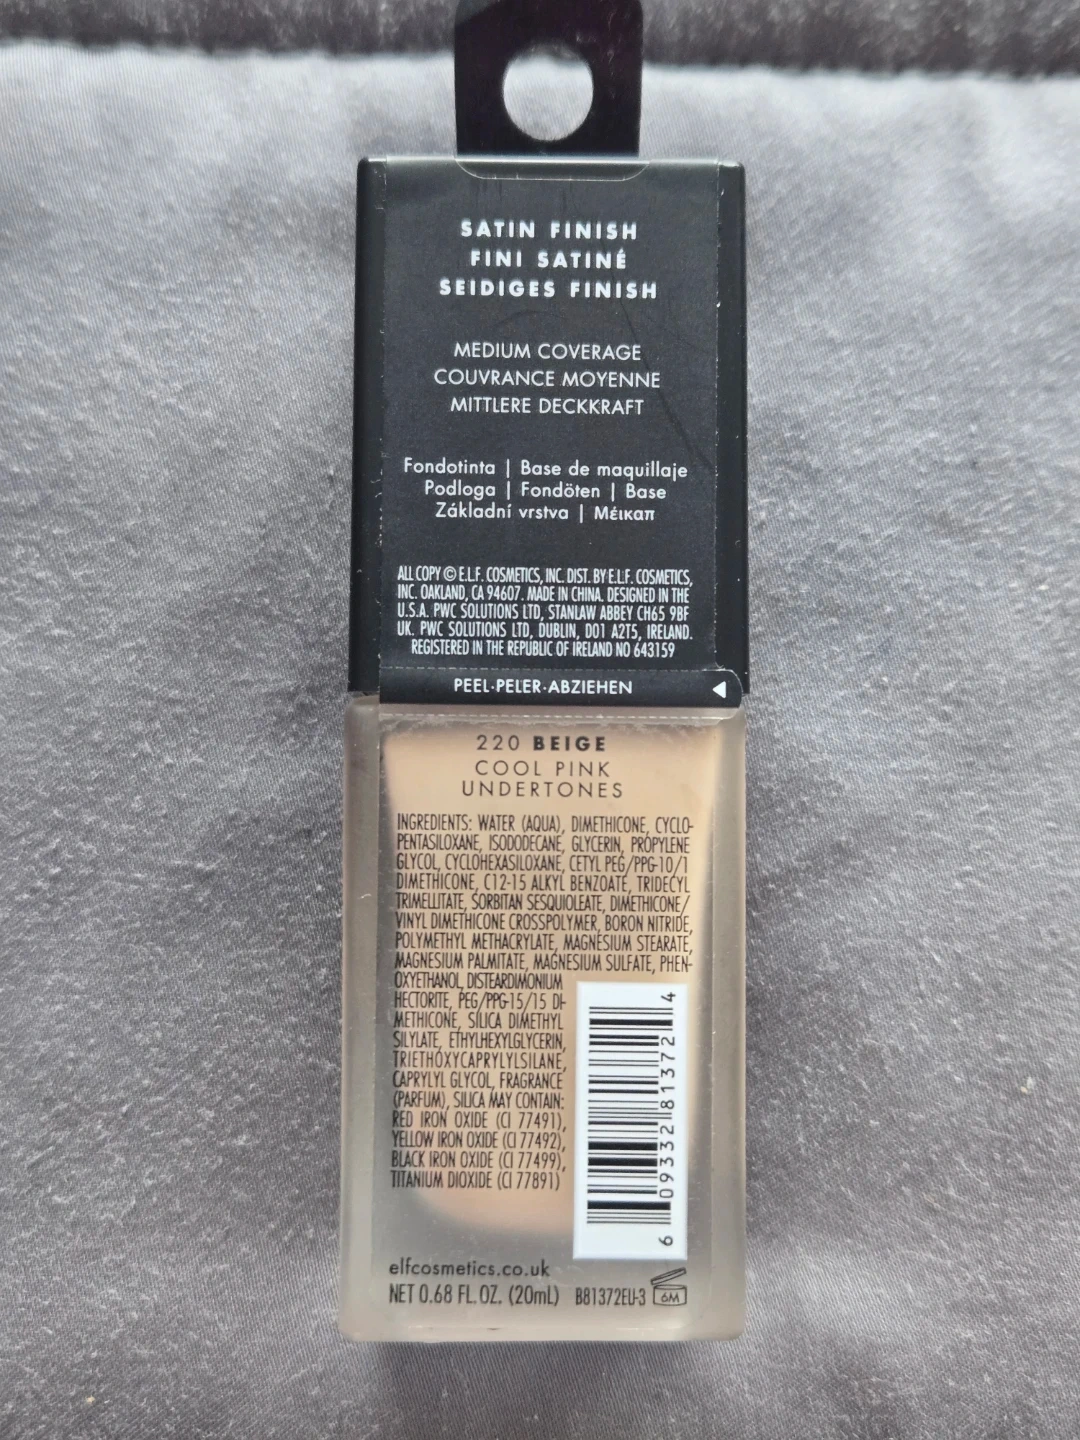 SATIN FINISH
FINI SATINÉ
SEIDIGES FINISH
MEDIUM COVERAGE
COUVRANCE MOYENNE
MITTLERE DECKKRAFT
Fondotinta | Base de maquillaje
Podloga | Fondöten | Base
Základní vrstva | Μέικαπ
ALL COPY © E.L.F. COSMETICS, INC. DIST. BY E.L.F. COSMETICS,
INC. OAKLAND, CA 94607. MADE IN CHINA. DESIGNED IN THE
U.S.A. PWC SOLUTIONS LTD, STANLAW ABBEY CH65 9BF
UK. PWC SOLUTIONS LTD, DUBLIN, D01 A2T5, IRELAND.
REGISTERED IN THE REPUBLIC OF IRELAND NO 643159
PEEL·PELER·ABZIEHEN
220 BEIGE
COOL PINK
UNDERTONES
INGREDIENTS: WATER (AQUA), DIMETHICONE, CYCLO-
PENTASILOXANE, ISODODECANE, GLYCERIN, PROPYLENE
GLYCOL, CYCLOHEXASILOXANE, CETYL PEG/PPG-10/1
DIMETHICONE, C12-15 ALKYL BENZOATE, TRIDECYL
TRIMELLITATE, SORBITAN SESQUIOLEATE, DIMETHICONE/
VINYL DIMETHICONE CROSSPOLYMER, BORON NITRIDE,
POLYMETHYL METHACRYLATE, MAGNESIUM STEARATE,
MAGNESIUM PALMITATE, MAGNESIUM SULFATE, PHEN-
OXYETHANOL, DISTEARDIMONIUM
HECTORITE, PEG/PPG-15/15 DI-
METHICONE, SILICA DIMETHYL
SILYLATE, ETHYLHEXYLGLYCERIN,
TRIETHOXYCAPRYLYLSILANE,
CAPRYLYL GLYCOL, FRAGRANCE
(PARFUM), SILICA MAY CONTAIN:
RED IRON OXIDE (CI 77491),
YELLOW IRON OXIDE (CI 77492),
BLACK IRON OXIDE (CI 77499),
TITANIUM DIOXIDE (CI 77891)
6 09332 81372 4
elfcosmetics.co.uk
NET 0.68 FL. OZ. (20mL) B81372EU-3 6M